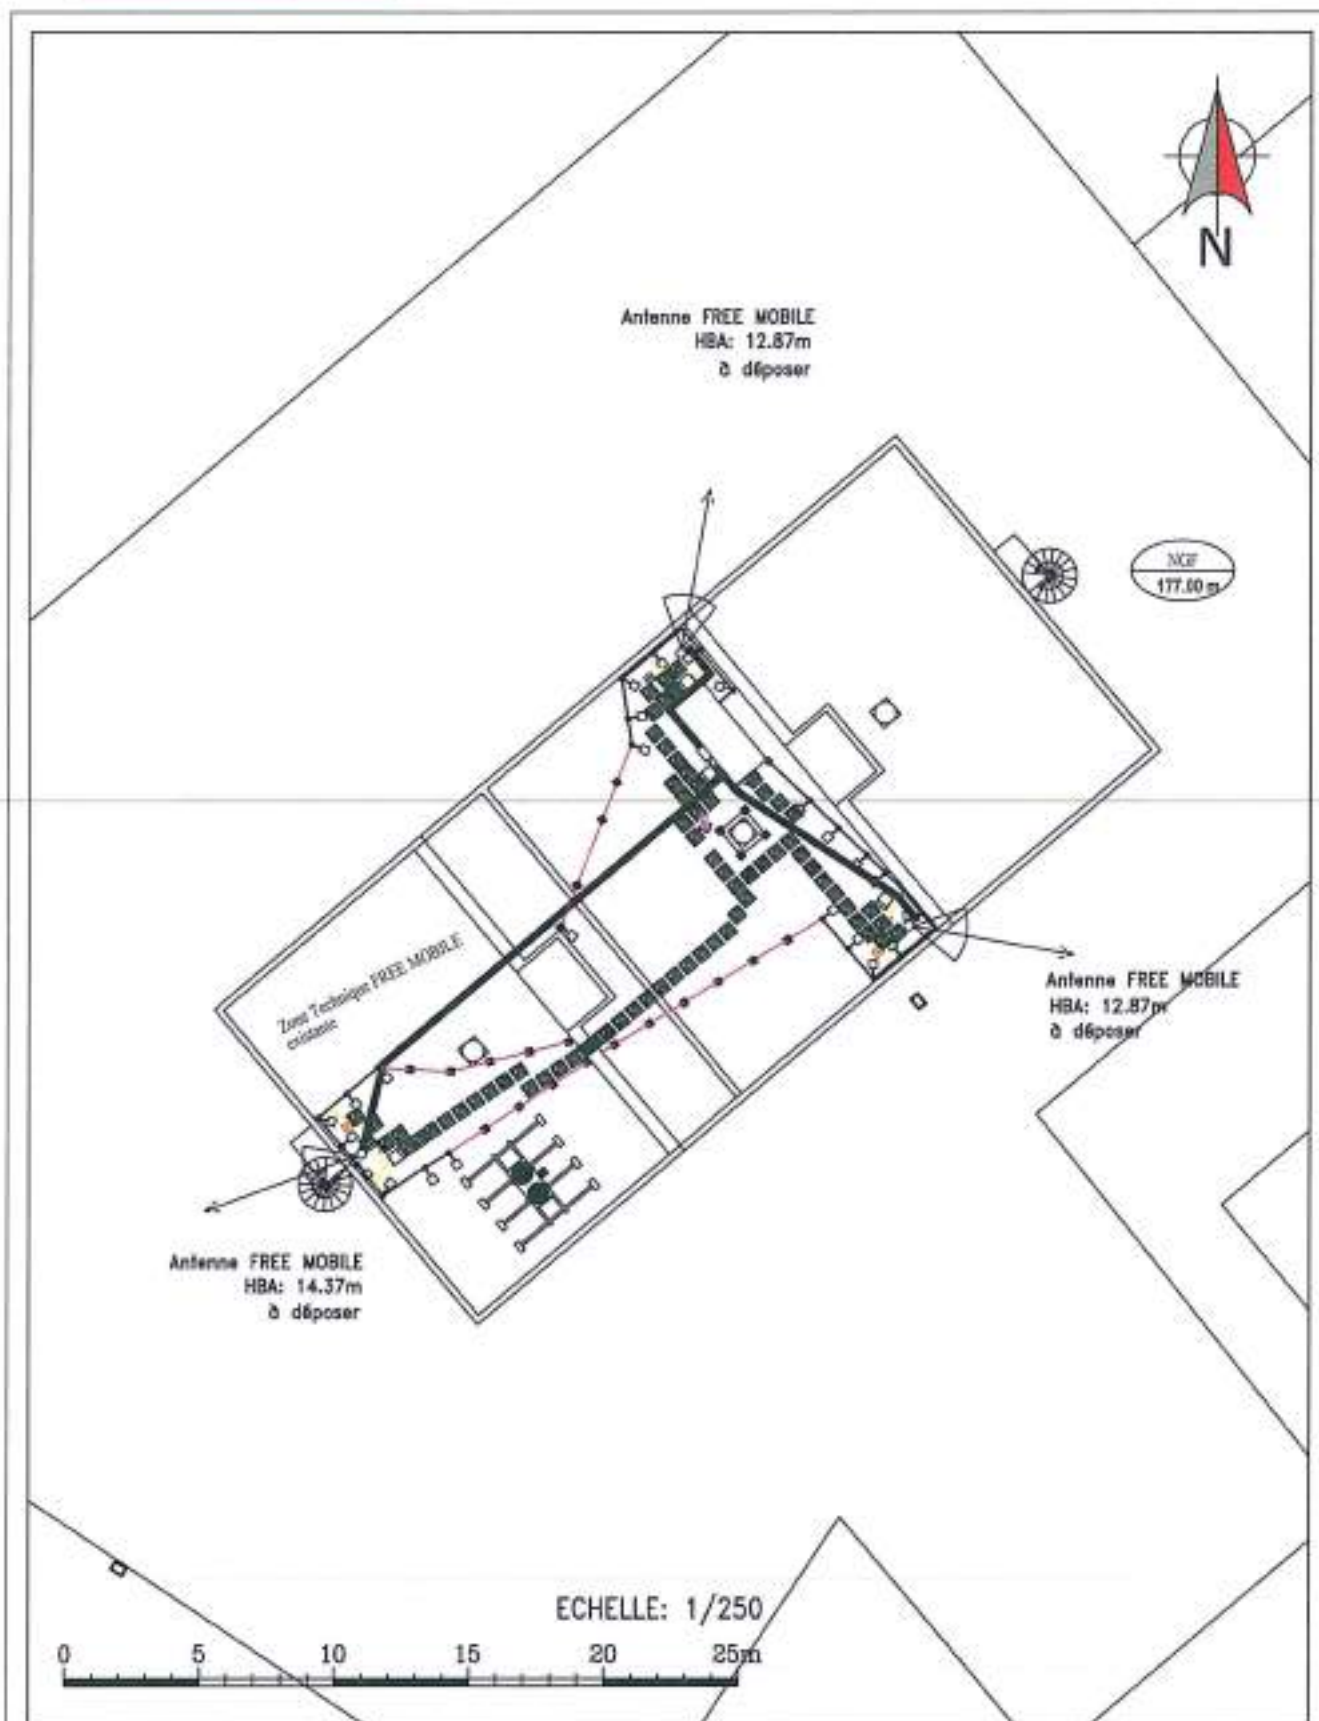 N
Antenne FREE MOBILE
HBA: 12.87m
à déposer
NGF
177.00 m
Zone Technique FREE MOBILE
existante
Antenne FREE MOBILE
HBA: 12.87m
à déposer
Antenne FREE MOBILE
HBA: 14.37m
à déposer
ECHELLE: 1/250
0 5 10 15 20 25m